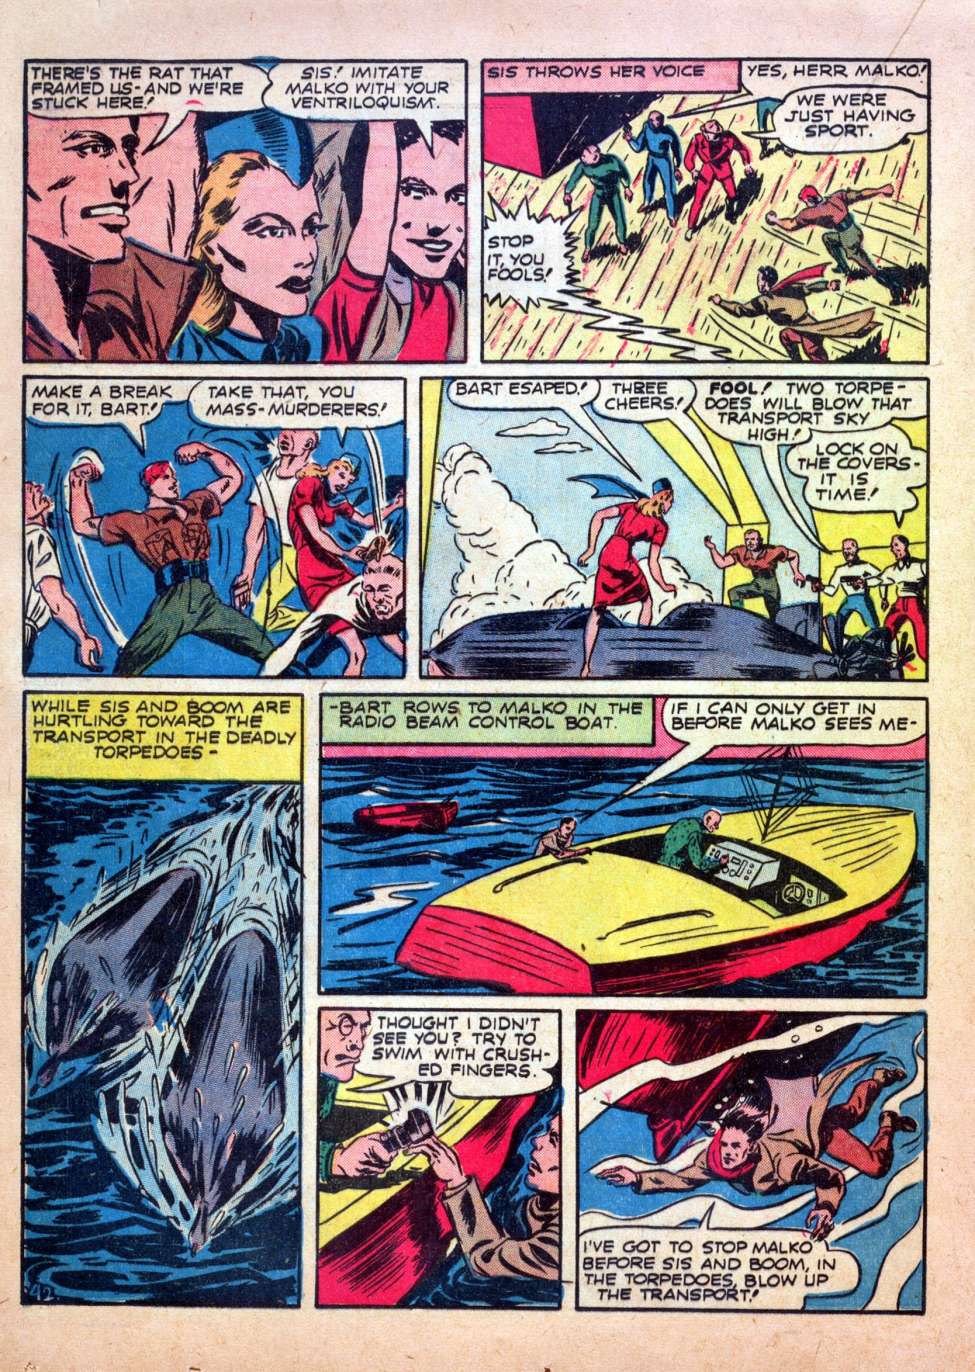 THERE'S THE RAT THAT
FRAMED US-AND WE'RE
STUCK HERE!
SIS! IMITATE
MALKO WITH YOUR
VENTRILOQUISM.
SIS THROWS HER VOICE
YES, HERR MALKO!
WE WERE
JUST HAVING
SPORT.
STOP
IT, YOU
FOOLS!
MAKE A BREAK
FOR IT, BART!
TAKE THAT, YOU
MASS-MURDERERS!
BART ESAPED!
THREE
CHEERS!
FOOL! TWO TORPE-
DOES WILL BLOW THAT
TRANSPORT SKY
HIGH!
LOCK ON
THE COVERS-
IT IS
TIME!
WHILE SIS AND BOOM ARE
HURTLING TOWARD THE
TRANSPORT IN THE DEADLY
TORPEDOES-
-BART ROWS TO MALKO IN THE
RADIO BEAM CONTROL BOAT.
IF I CAN ONLY GET IN
BEFORE MALKO SEES ME-
THOUGHT I DIDN'T
SEE YOU? TRY TO
SWIM WITH CRUSH-
ED FINGERS.
I'VE GOT TO STOP MALKO
BEFORE SIS AND BOOM, IN
THE TORPEDOES, BLOW UP
THE TRANSPORT!
12